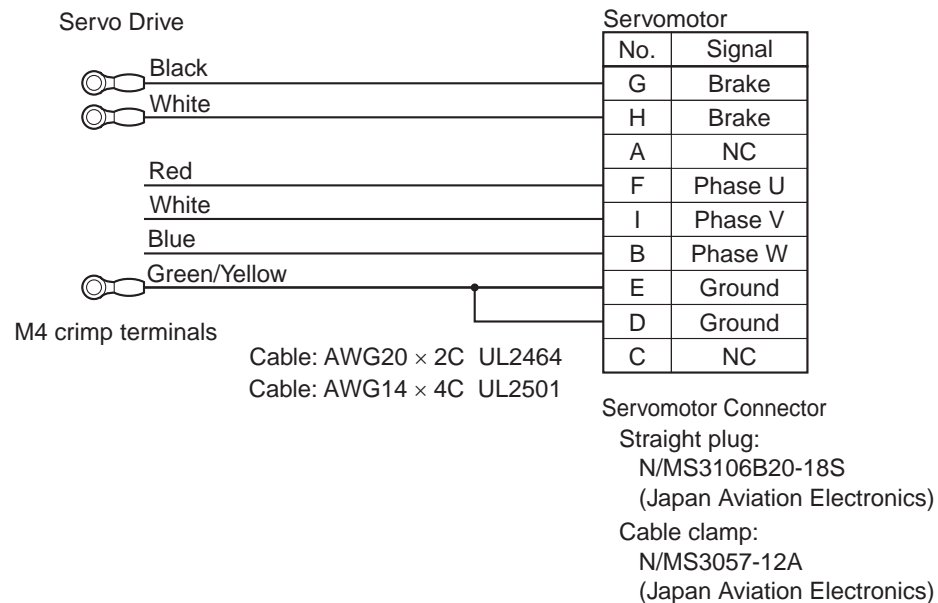 Servo Drive
Servomotor
No. Signal
Black
G Brake
White
H Brake
A NC
Red
F Phase U
White
I Phase V
Blue
B Phase W
Green/Yellow
E Ground
D Ground
C NC
M4 crimp terminals
Cable: AWG20 × 2C UL2464
Cable: AWG14 × 4C UL2501
Servomotor Connector
Straight plug:
N/MS3106B20-18S
(Japan Aviation Electronics)
Cable clamp:
N/MS3057-12A
(Japan Aviation Electronics)